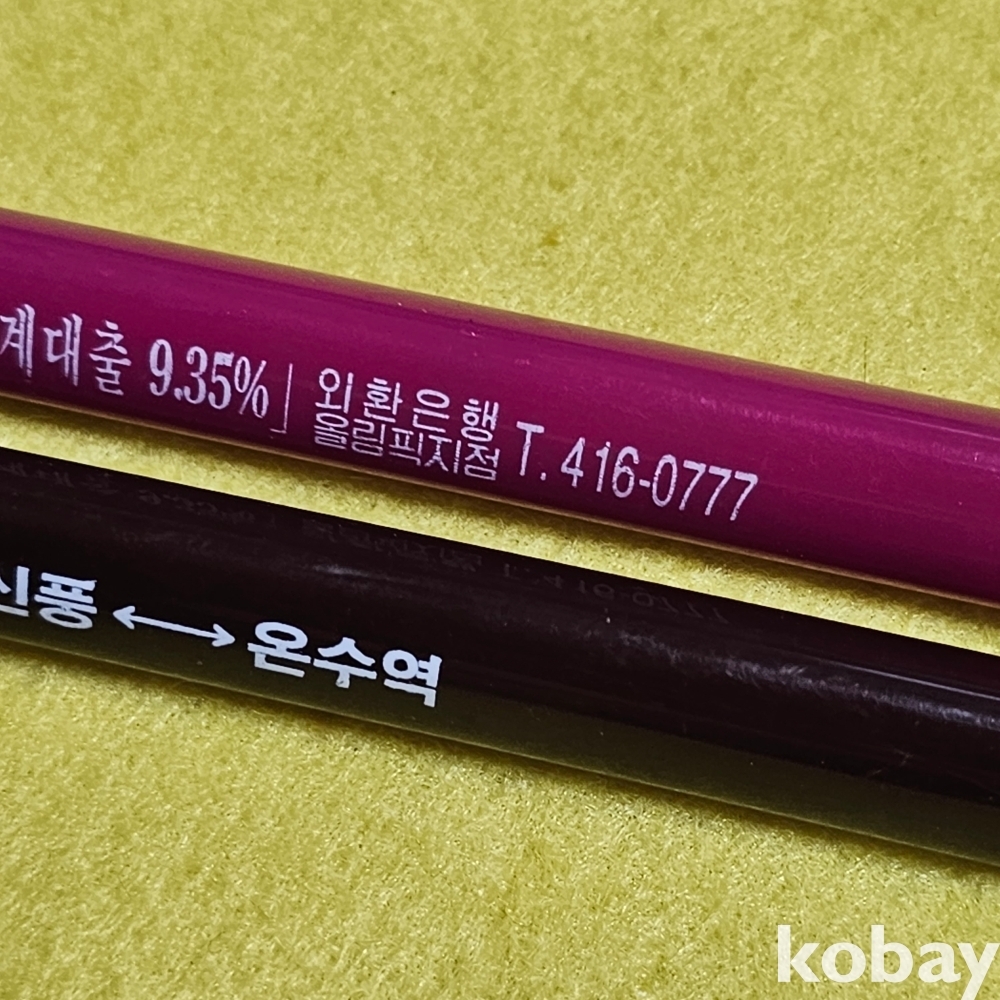 계대출 9.35%
외환은행
올림픽지점
T. 416-0777
신풍 ↔ 온수역
kobay